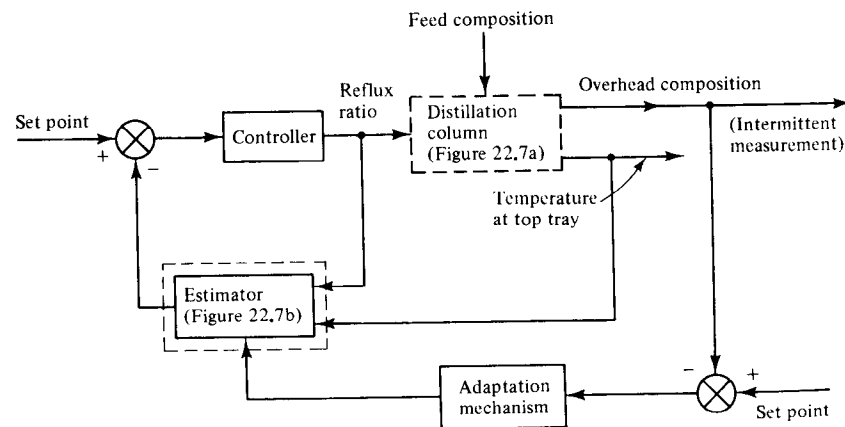 Feed composition
Reflux
ratio
Overhead composition
Set point
+
−
Controller
Distillation
column
(Figure 22.7a)
(Intermittent
measurement)
Temperature
at top tray
Estimator
(Figure 22.7b)
−
+
Adaptation
mechanism
Set point